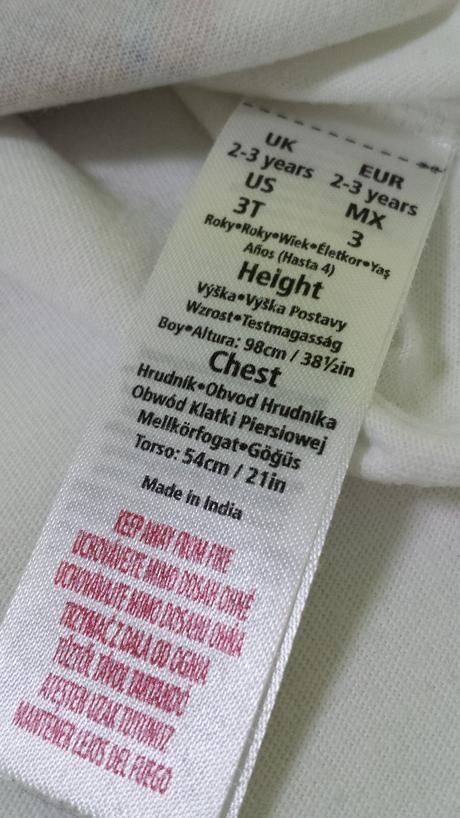 UK EUR
2-3 years 2-3 years
US MX
3T 3
Roky•Roky•Wiek•Életkor•Yaş
Años (Hasta 4)
Height
Výška•Výška Postavy
Wzrost•Testmagasság
Boy•Altura: 98cm / 38½in
Chest
Hrudník•Obvod Hrudníka
Obwód Klatki Piersiowej
Mellkörfogat•Göğüs
Torso: 54cm / 21in
Made in India
KEEP AWAY FROM FIRE
UCHOVÁVEJTE MIMO DOSAH OHNĚ
UCHOVÁVAJTE MIMO DOSAHU OHŇA
TRZYMAĆ Z DALA OD OGNIA
TŰZTŐL TÁVOL TARTANDÓ
ATEŞTEN UZAK TUTUNUZ
MANTENER LEJOS DEL FUEGO